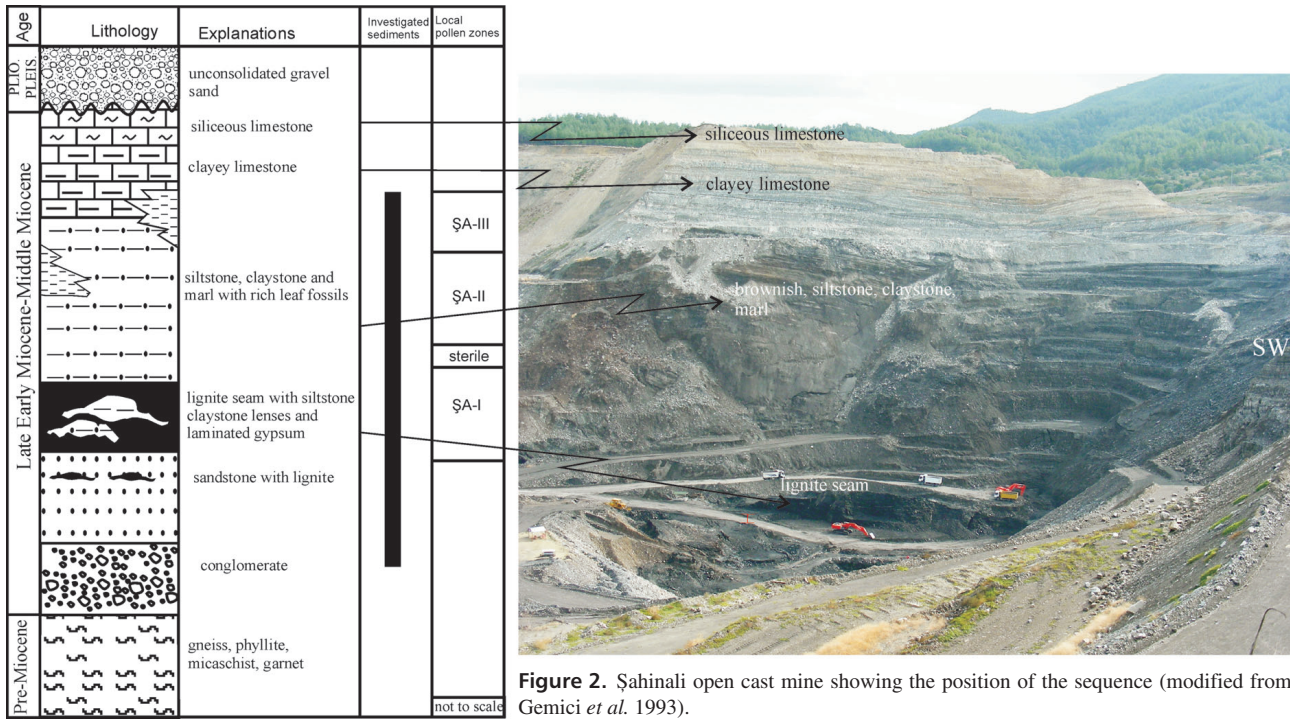 Age
Lithology
Explanations
Investigated
sediments
Local
pollen zones
PLIO.
PLEIS.
unconsolidated gravel
sand
siliceous limestone
clayey limestone
Late Early Miocene-Middle Miocene
siltstone, claystone and
marl with rich leaf fossils
lignite seam with siltstone
claystone lenses and
laminated gypsum
sandstone with lignite
conglomerate
Pre-Miocene
gneiss, phyllite,
micaschist, garnet
ŞA-III
ŞA-II
sterile
ŞA-I
not to scale
siliceous limestone
clayey limestone
brownish, siltstone, claystone,
marl
SW
lignite seam
Figure 2. Şahinali open cast mine showing the position of the sequence (modified from
Gemici et al. 1993).